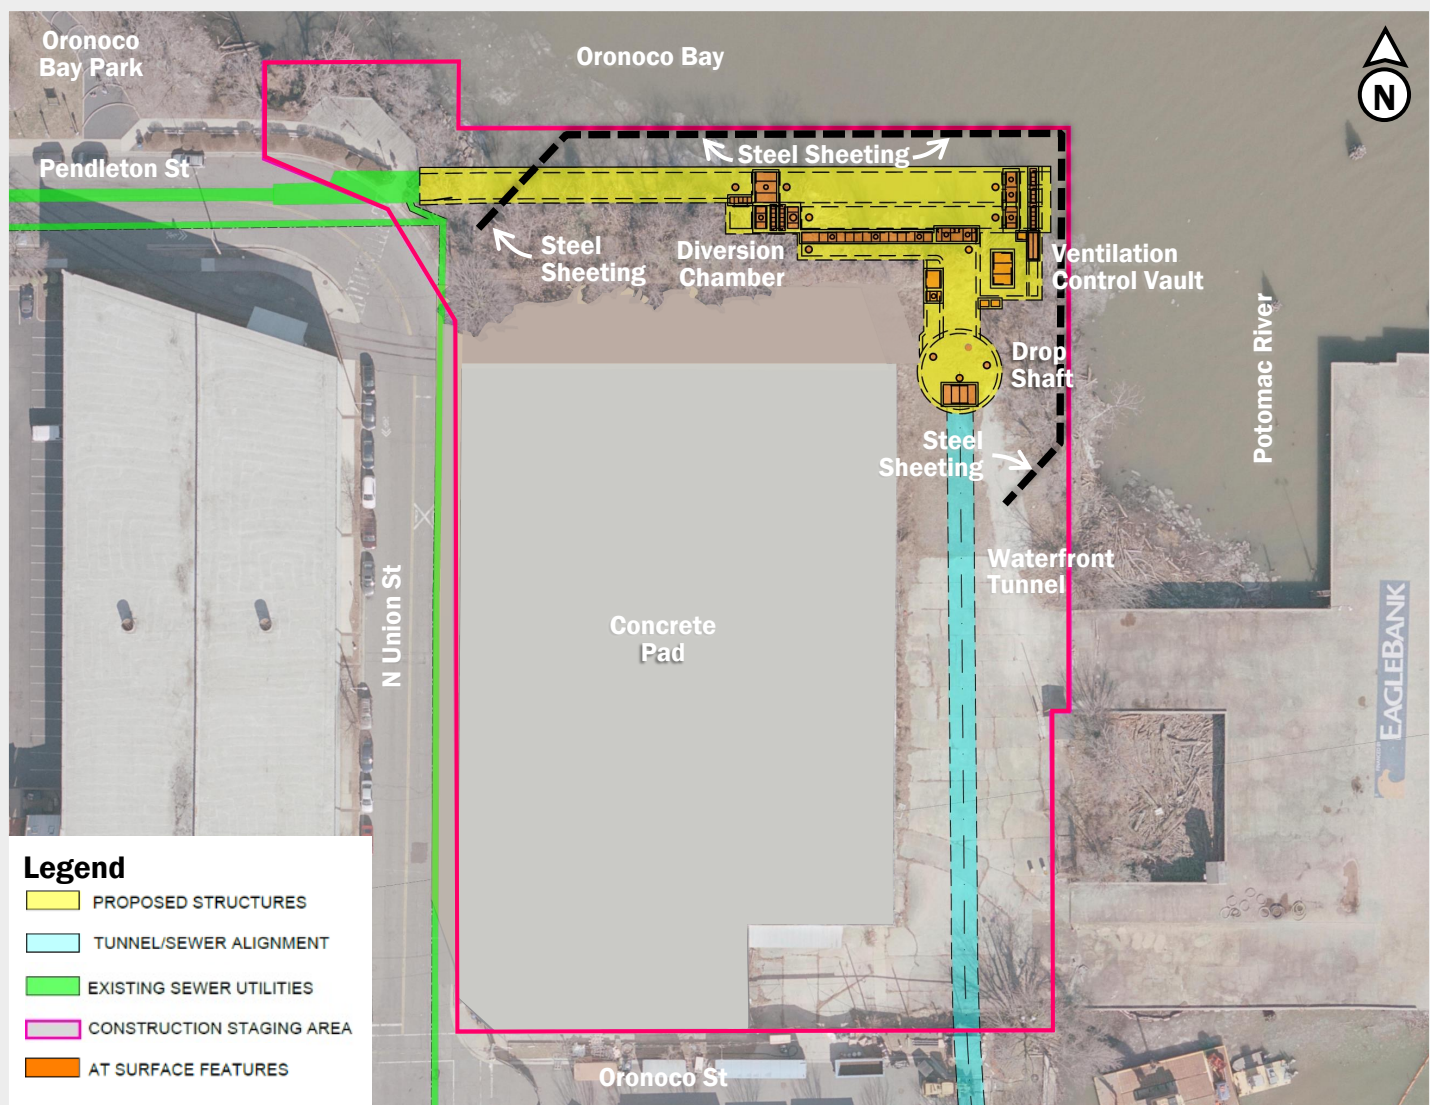 Oronoco
Bay Park
Oronoco Bay
N
Pendleton St
Steel Sheeting
Steel
Sheeting
Diversion
Chamber
Ventilation
Control Vault
Potomac River
Drop
Shaft
Steel
Sheeting
Waterfront
Tunnel
N Union St
Concrete
Pad
EAGLEBANK
Legend
PROPOSED STRUCTURES
TUNNEL/SEWER ALIGNMENT
EXISTING SEWER UTILITIES
CONSTRUCTION STAGING AREA
AT SURFACE FEATURES
Oronoco St